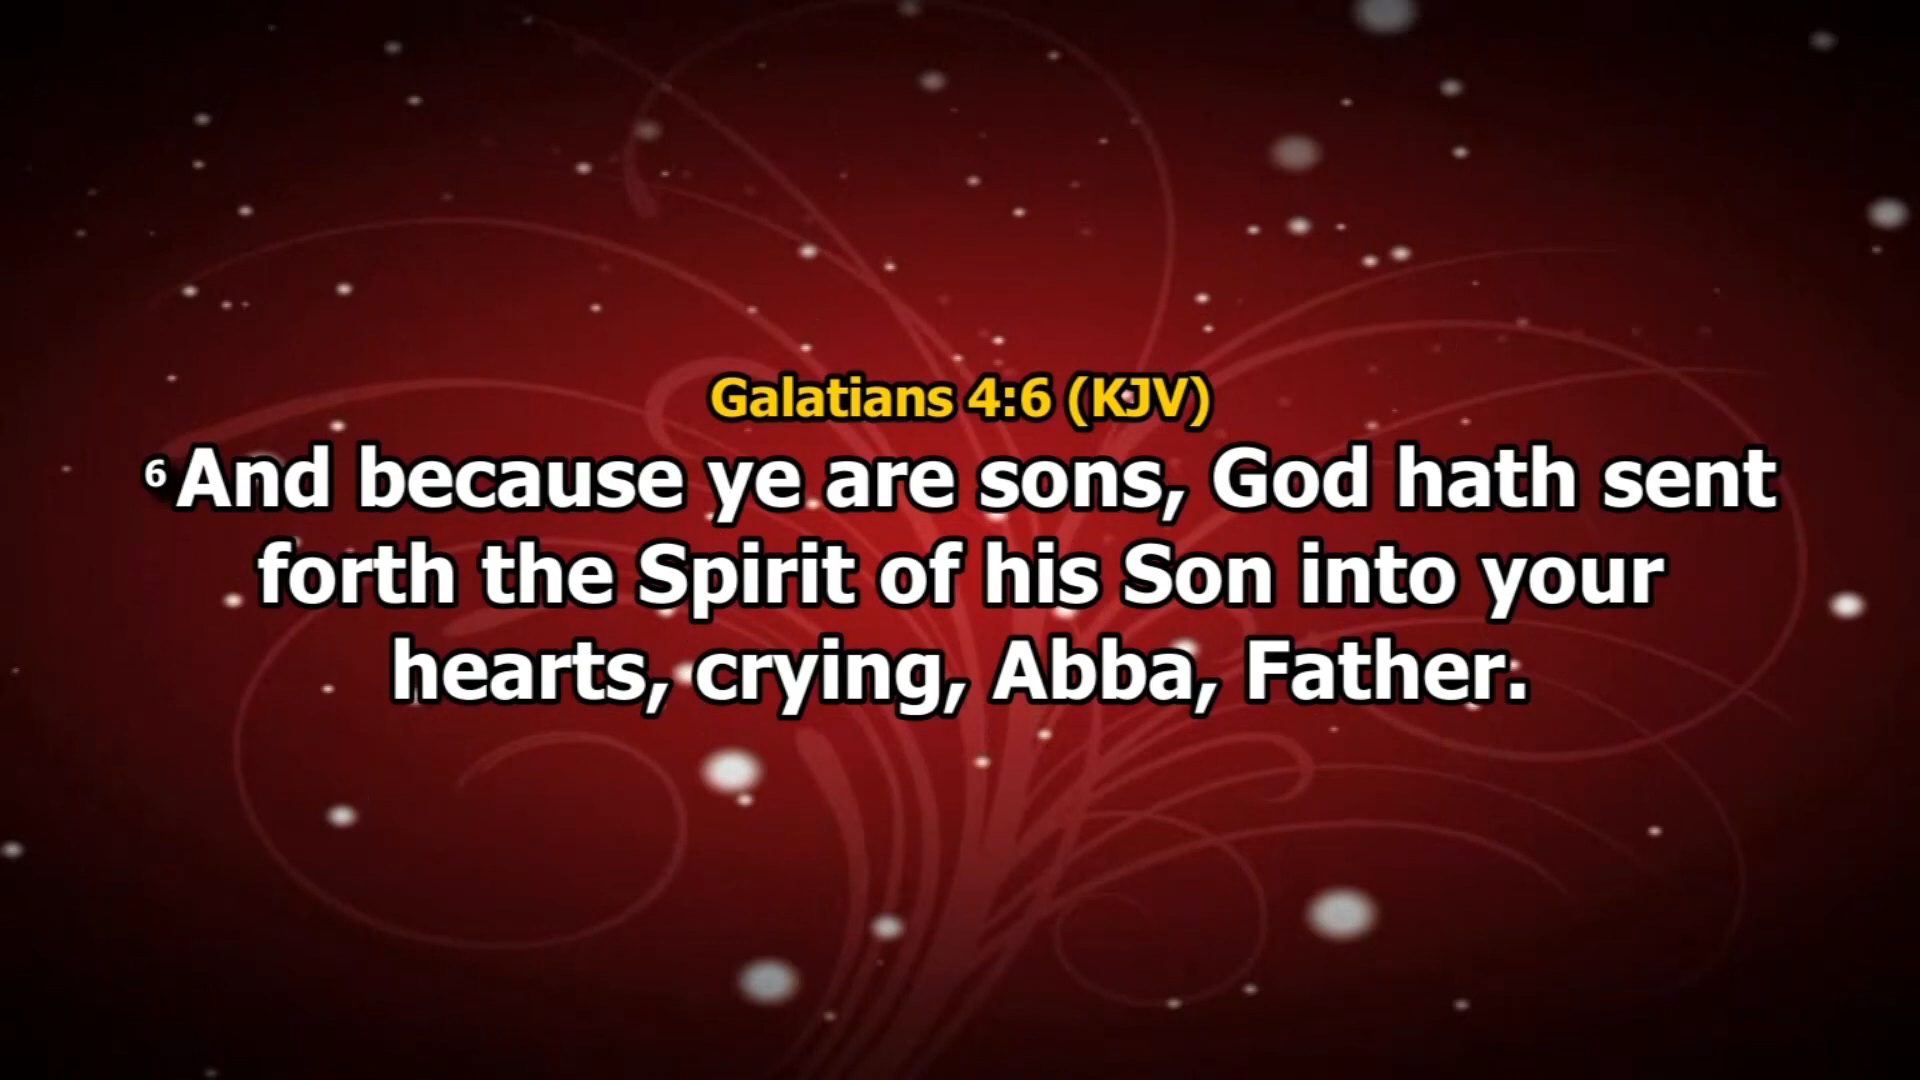 Galatians 4:6 (KJV)
6 And because ye are sons, God hath sent
forth the Spirit of his Son into your
hearts, crying, Abba, Father.